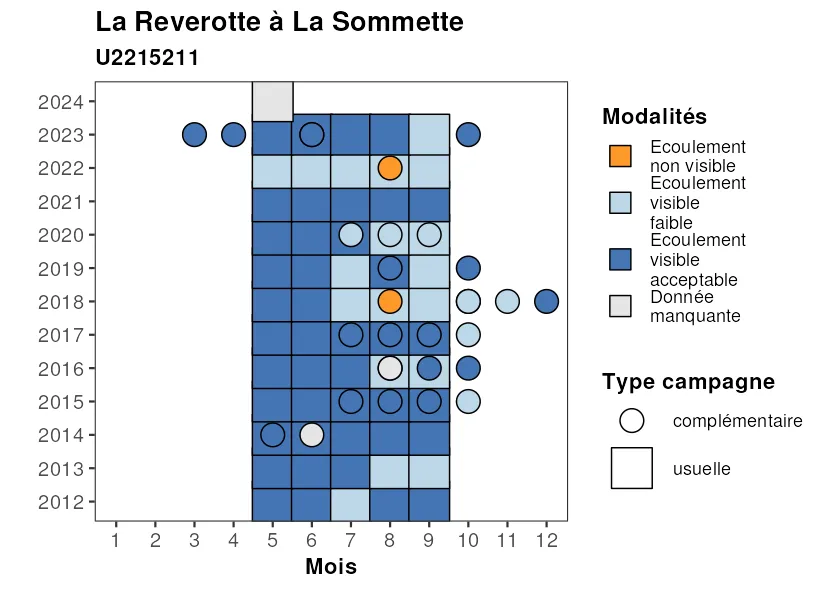 La Reverotte à La Sommette
U2215211
2024
2023
2022
2021
2020
2019
2018
2017
2016
2015
2014
2013
2012
1 2 3 4 5 6 7 8 9 10 11 12
Mois
Modalités
Ecoulement
non visible
Ecoulement
visible
faible
Ecoulement
visible
acceptable
Donnée
manquante
Type campagne
complémentaire
usuelle